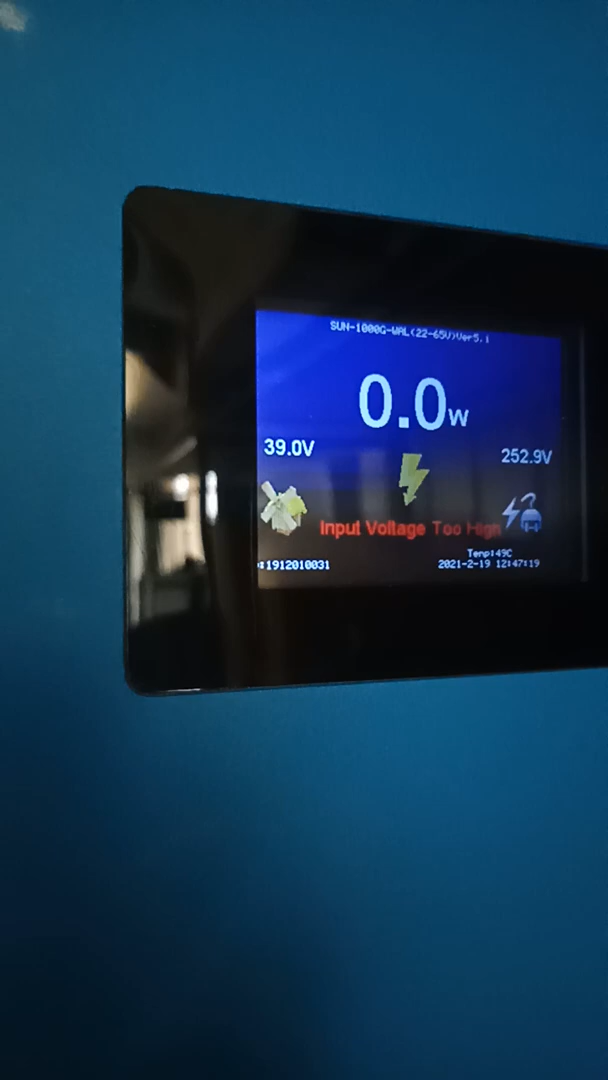 SUN-1000G-WAL(22-65V)Ver5.1
0.0W
39.0V
252.9V
Input Voltage Too High
Temp:49C
:1912010031
2021-2-19 12:47:19